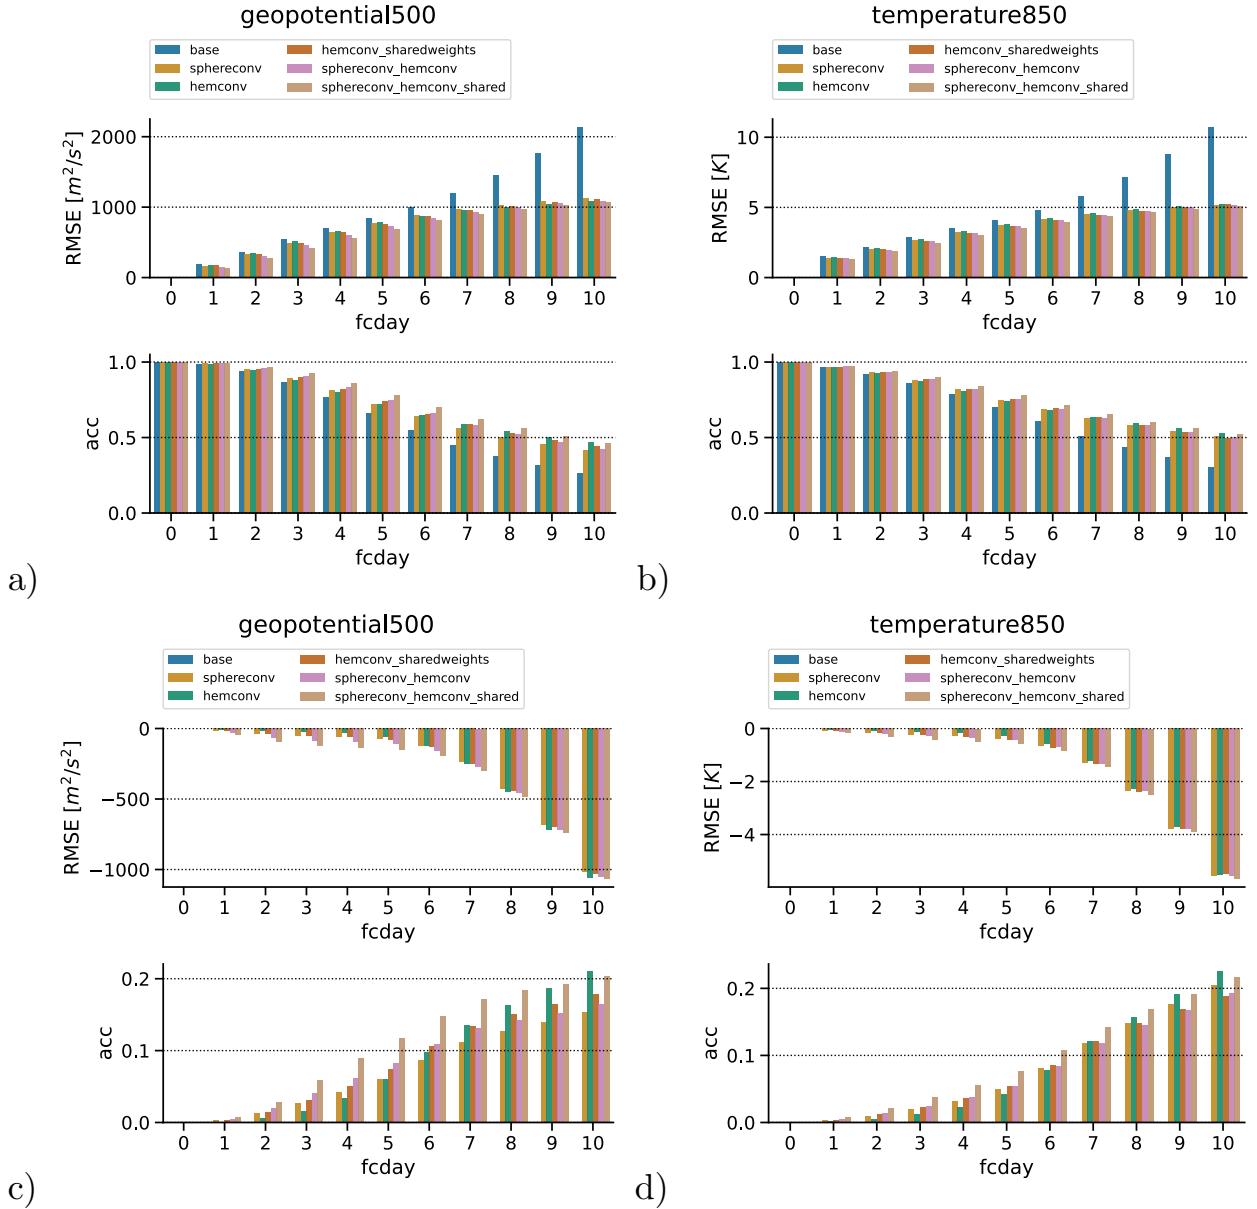 geopotential500
base
sphereconv
hemconv
hemconv_sharedweights
sphereconv_hemconv
sphereconv_hemconv_shared
RMSE [m²/s²]
2000
1000
0
0 1 2 3 4 5 6 7 8 9 10
fcday
acc
1.0
0.5
0.0
0 1 2 3 4 5 6 7 8 9 10
fcday
a)
temperature850
base
sphereconv
hemconv
hemconv_sharedweights
sphereconv_hemconv
sphereconv_hemconv_shared
RMSE [K]
10
5
0
0 1 2 3 4 5 6 7 8 9 10
fcday
acc
1.0
0.5
0.0
0 1 2 3 4 5 6 7 8 9 10
fcday
b)
geopotential500
base
sphereconv
hemconv
hemconv_sharedweights
sphereconv_hemconv
sphereconv_hemconv_shared
RMSE [m²/s²]
0
−500
−1000
0 1 2 3 4 5 6 7 8 9 10
fcday
acc
0.2
0.1
0.0
0 1 2 3 4 5 6 7 8 9 10
fcday
c)
temperature850
base
sphereconv
hemconv
hemconv_sharedweights
sphereconv_hemconv
sphereconv_hemconv_shared
RMSE [K]
0
−2
−4
0 1 2 3 4 5 6 7 8 9 10
fcday
acc
0.2
0.1
0.0
0 1 2 3 4 5 6 7 8 9 10
fcday
d)